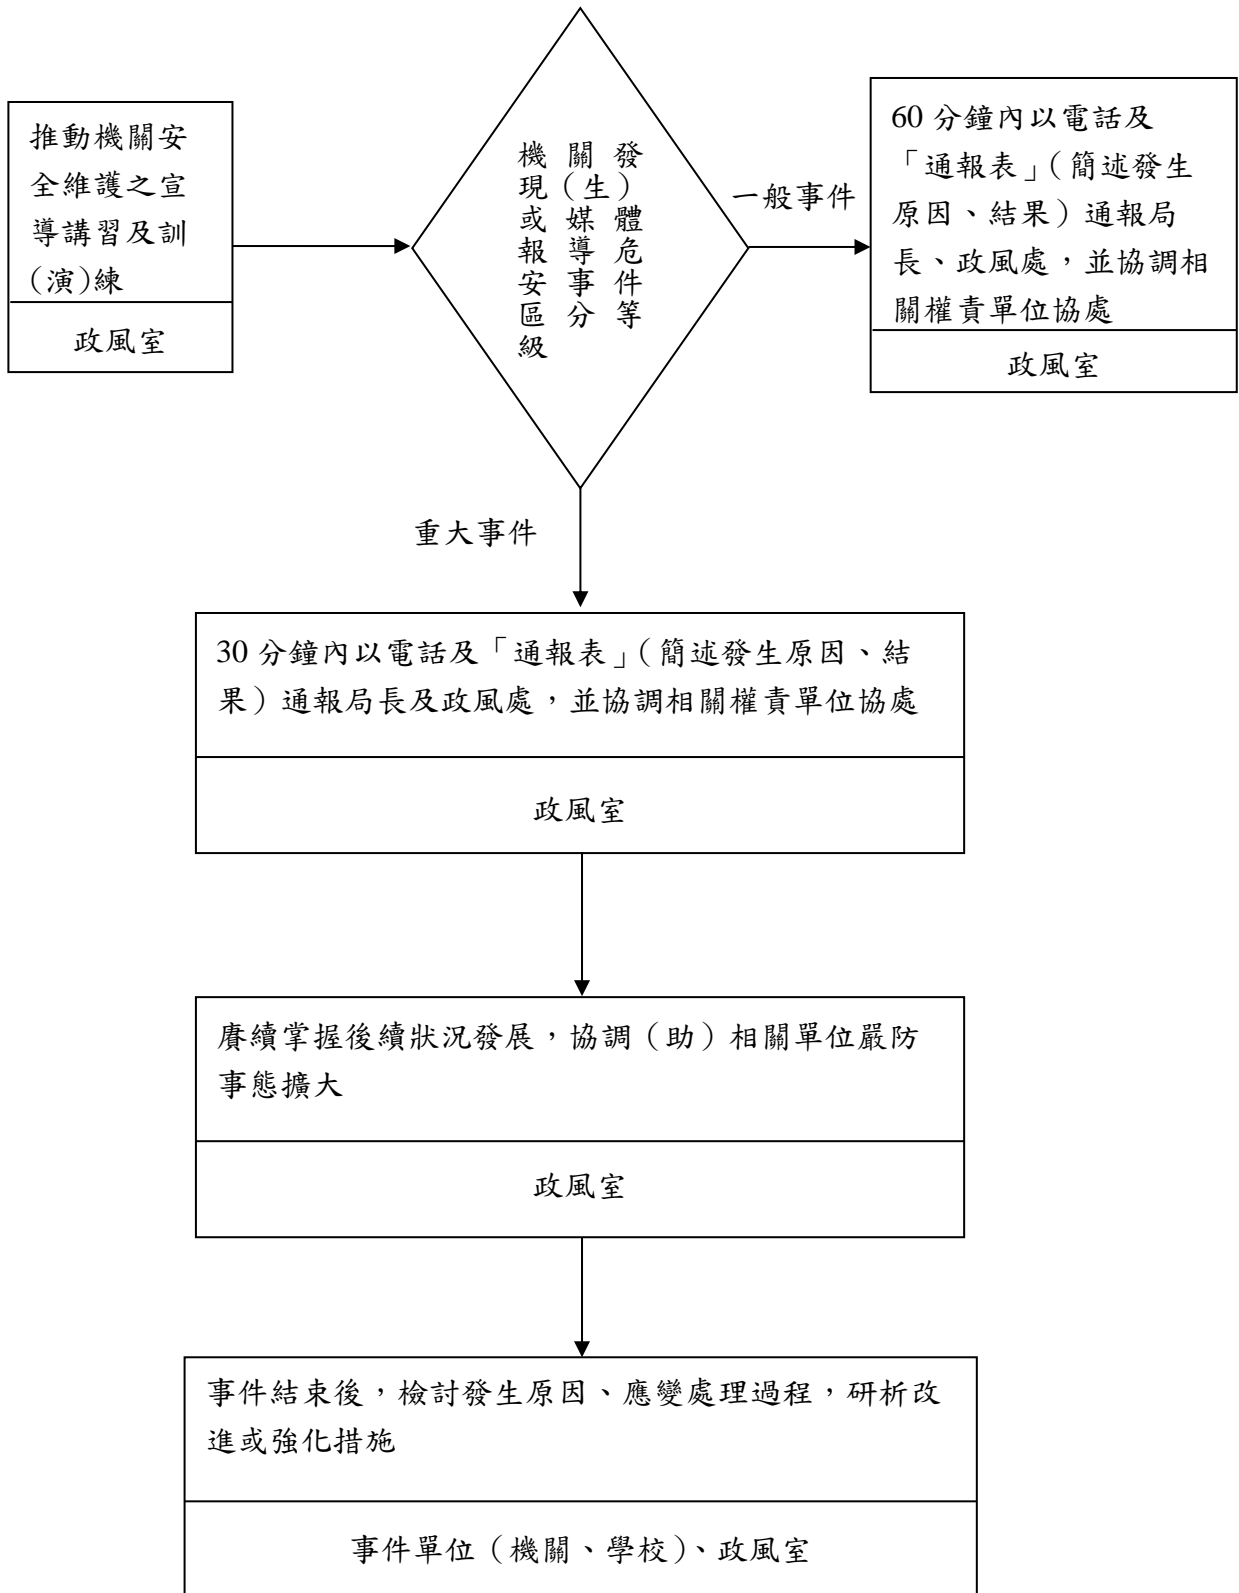 推動機關安
全維護之宣
導講習及訓
(演)練
政風室
機關發
現(生)
或媒體
報導危
安事件
區分等
級
一般事件
60 分鐘內以電話及
「通報表」(簡述發生
原因、結果)通報局
長、政風處,並協調相
關權責單位協處
政風室
重大事件
30 分鐘內以電話及「通報表」(簡述發生原因、結
果)通報局長及政風處,並協調相關權責單位協處
政風室
賡續掌握後續狀況發展,協調(助)相關單位嚴防
事態擴大
政風室
事件結束後,檢討發生原因、應變處理過程,研析改
進或強化措施
事件單位(機關、學校)、政風室